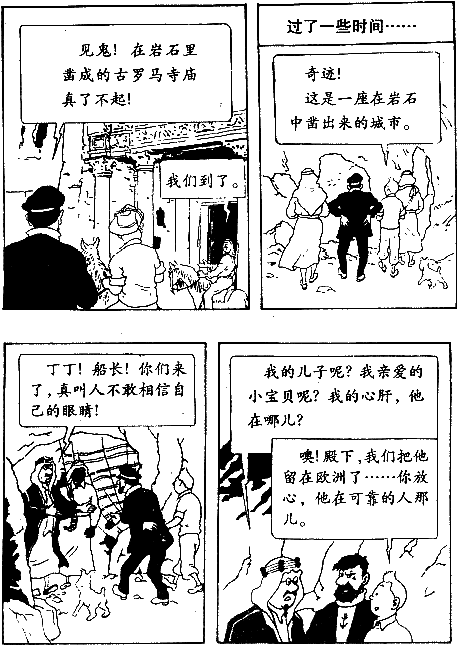 见鬼！在岩石里
凿成的古罗马寺庙
真了不起！
我们到了。
过了一些时间……
奇迹！
这是一座在岩石
中凿出来的城市。
丁丁！船长！你们来
了，真叫人不敢相信自
己的眼睛！
我的儿子呢？我亲爱的
小宝贝呢？我的心肝，他
在哪儿？
噢！殿下，我们把他
留在欧洲了……你放
心，他在可靠的人那
儿。